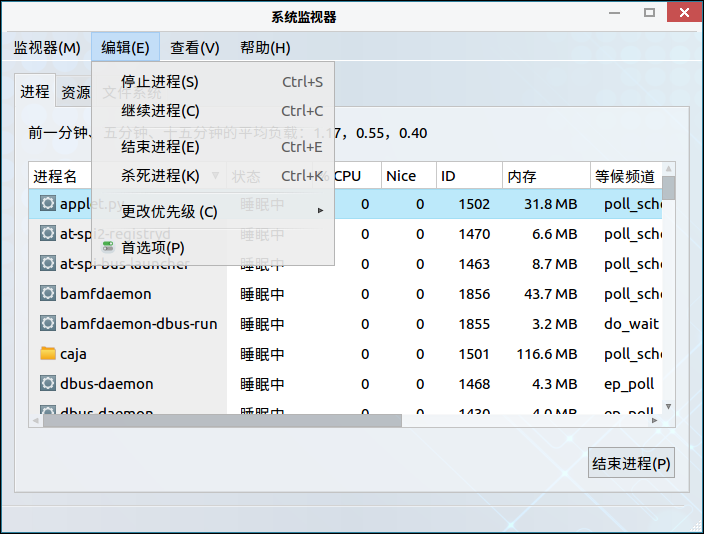 系统监视器
监视器(M) 编辑(E) 查看(V) 帮助(H)
进程 资源 文件系统
停止进程(S) Ctrl+S
继续进程(C) Ctrl+C
前一分钟、五分钟、十五分钟的平均负载：1.17，0.55，0.40
结束进程(E) Ctrl+E
杀死进程(K) Ctrl+K
更改优先级 (C)
首选项(P)
进程名 状态 % CPU Nice ID 内存 等候频道
applet.py 睡眠中 0 0 1502 31.8 MB poll_sche
at-spi2-registryd 睡眠中 0 0 1470 6.6 MB poll_sche
at-spi-bus-launcher 睡眠中 0 0 1463 8.7 MB poll_sche
bamfdaemon 睡眠中 0 0 1856 43.7 MB poll_sche
bamfdaemon-dbus-run 睡眠中 0 0 1855 3.2 MB do_wait
caja 睡眠中 0 0 1501 116.6 MB poll_sche
dbus-daemon 睡眠中 0 0 1468 4.3 MB ep_poll
dbus-daemon 睡眠中 0 0 1430 4.0 MB ep_poll
结束进程(P)